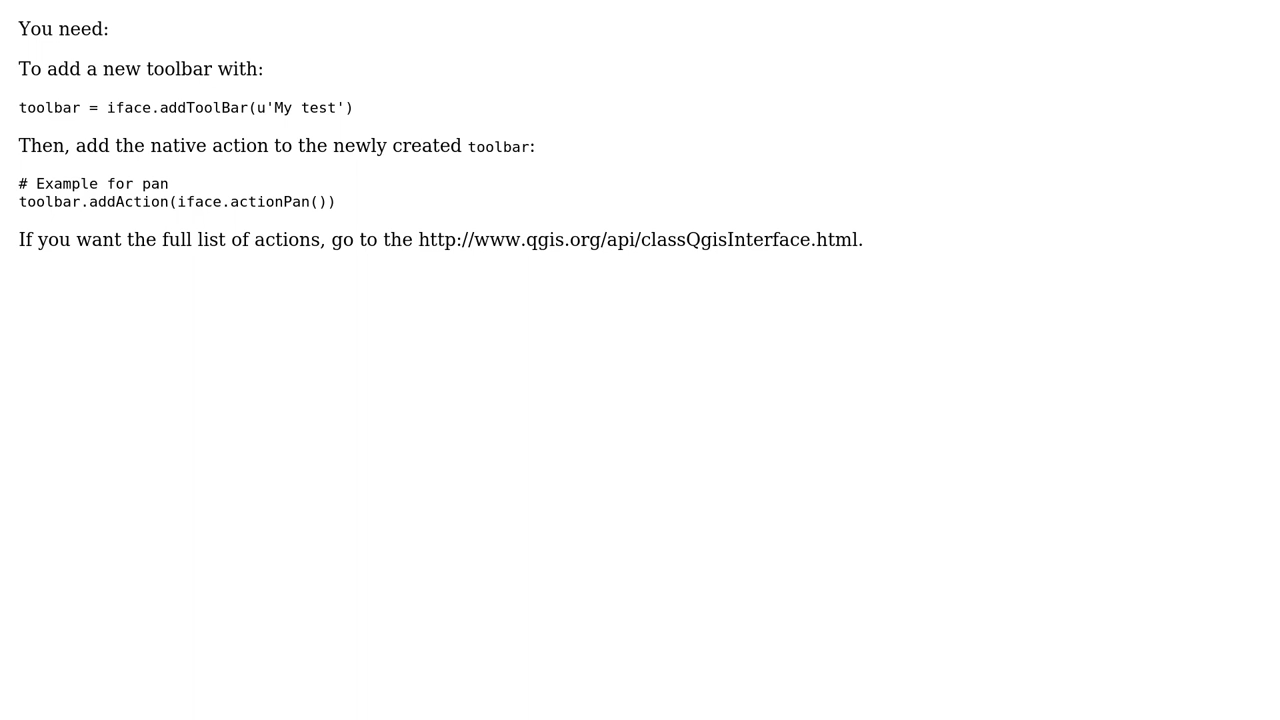 You need:
To add a new toolbar with:
toolbar = iface.addToolBar(u'My test')
Then, add the native action to the newly created toolbar:
# Example for pan
toolbar.addAction(iface.actionPan())
If you want the full list of actions, go to the http://www.qgis.org/api/classQgisInterface.html.